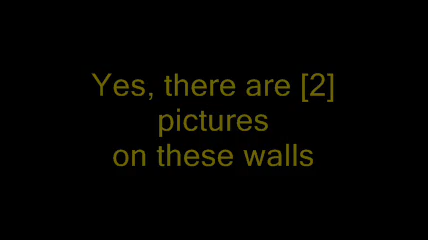 Yes, there are [2]
pictures
on these walls